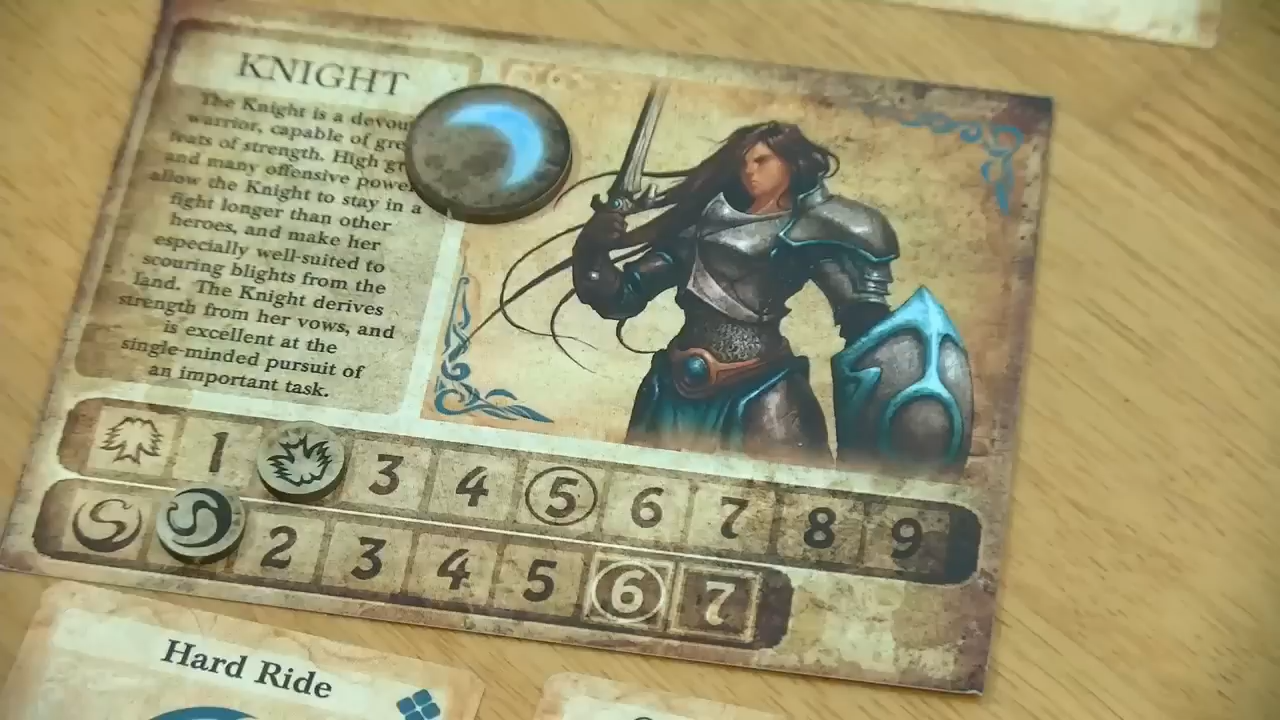 KNIGHT
The Knight is a devou
warrior, capable of gre
feats of strength. High gr
and many offensive power
allow the Knight to stay in a
fight longer than other
heroes, and make her
especially well-suited to
scouring blights from the
land. The Knight derives
strength from her vows, and
is excellent at the
single-minded pursuit of
an important task.
1 3 4 5 6 7 8 9
2 3 4 5 6 7
Hard Ride